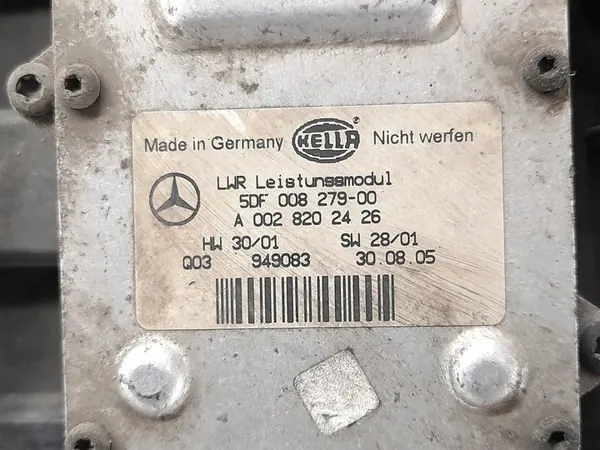 Made in Germany HELLA ® Nicht werfen
LWR Leistungsmodul
5DF 008 279-00
A 002 820 24 26
HW 30/01 SW 28/01
Q03 949083 30.08.05